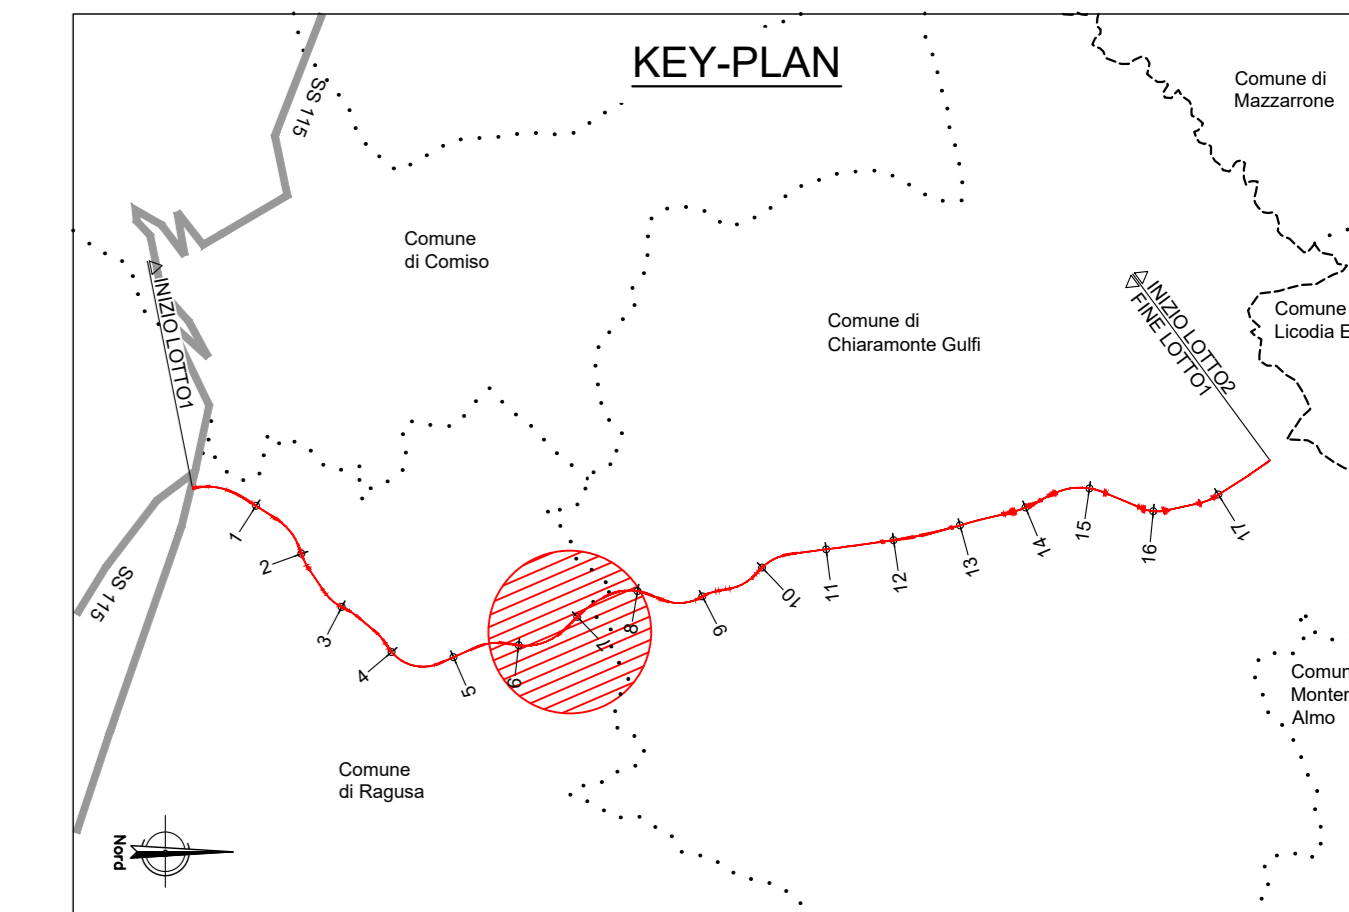 KEY-PLAN
SS 115
Comune di
Mazzarrone
Comune
di Comiso
INIZIO LOTTO1
Comune di
Chiaramonte Gulfi
INIZIO LOTTO2
FINE LOTTO1
Comune
Licodia E
1
2
3
4
5
6
7
8
9
10
11
12
13
14
15
16
17
SS 115
Comun
Monter
Almo
Comune
di Ragusa
Nord